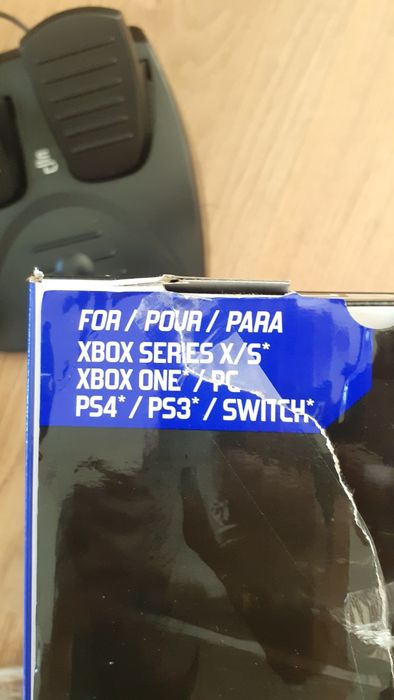 FOR / POUR / PARA
XBOX SERIES X/S*
XBOX ONE* / PC
PS4* / PS3* / SWITCH*